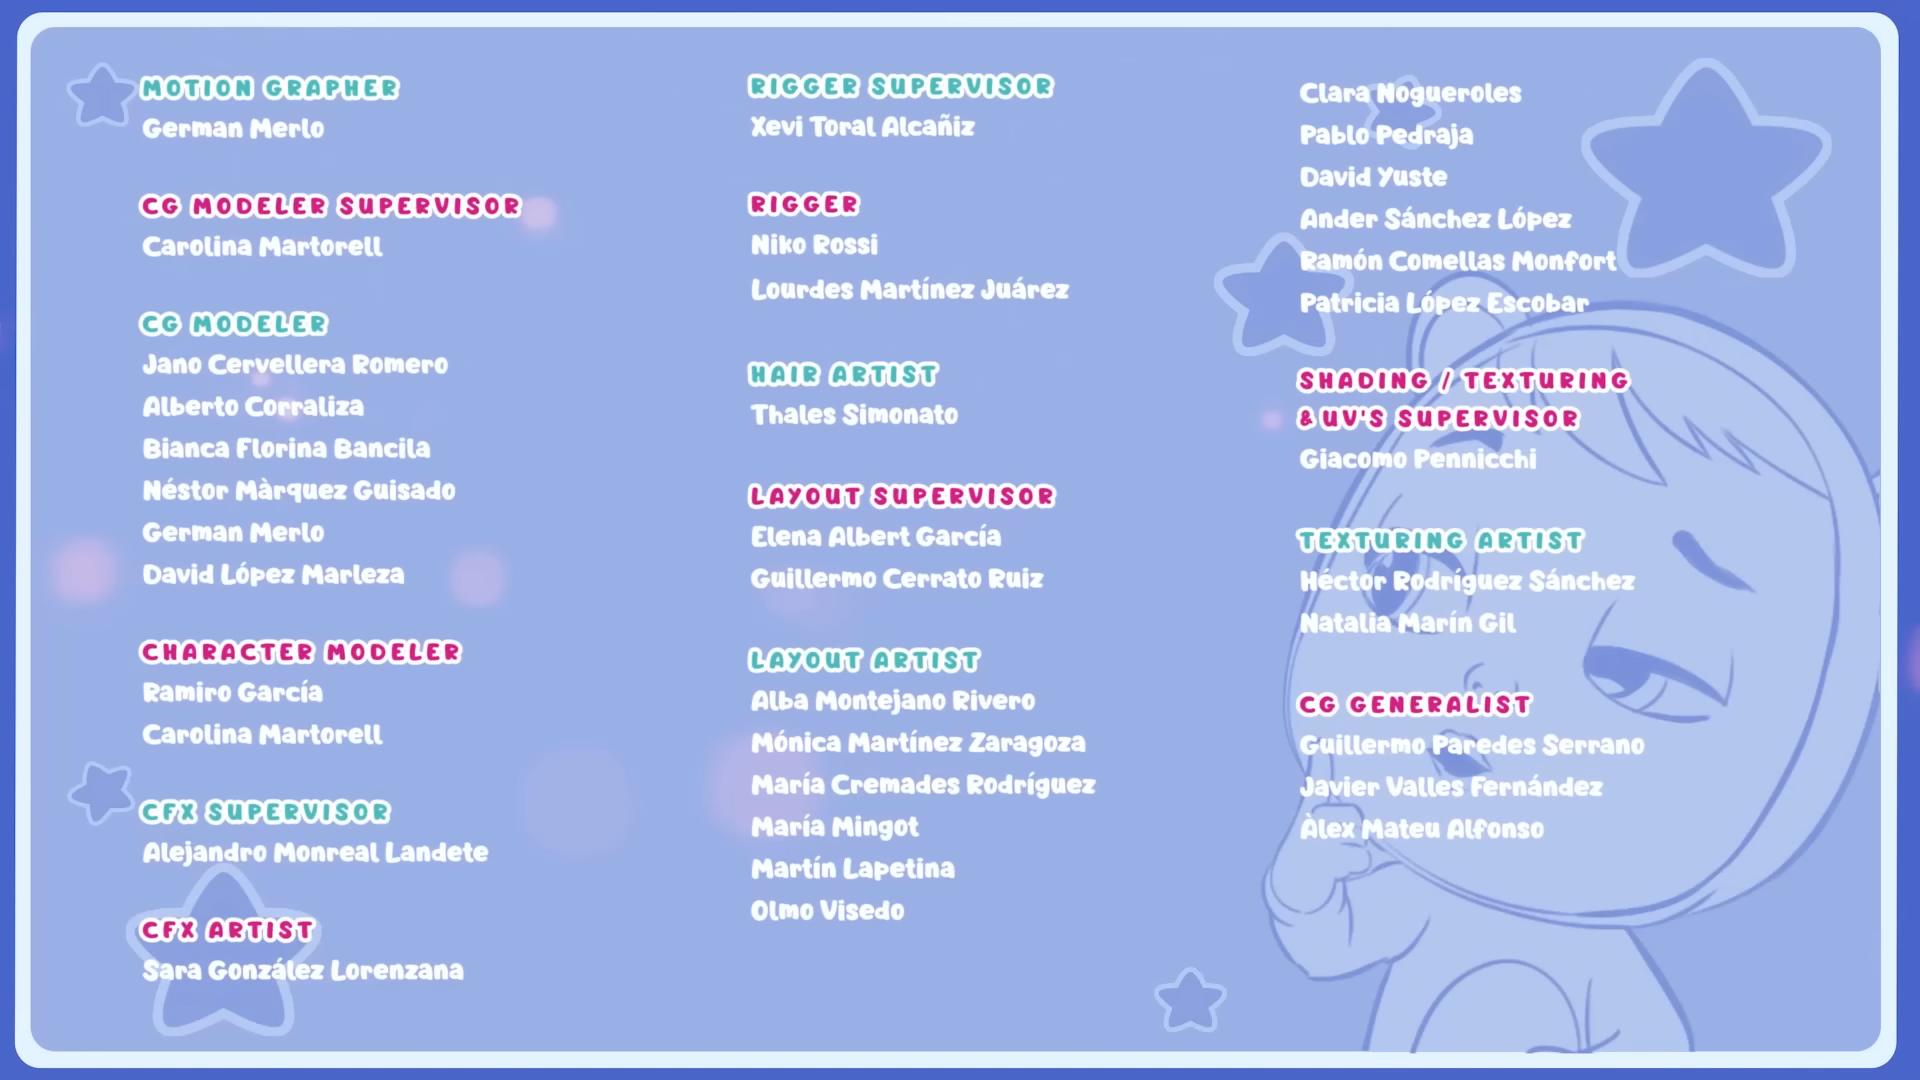 MOTION GRAPHER
German Merlo
CG MODELER SUPERVISOR
Carolina Martorell
CG MODELER
Jano Cervellera Romero
Alberto Corraliza
Bianca Florina Bancila
Néstor Màrquez Guisado
German Merlo
David López Marleza
CHARACTER MODELER
Ramiro García
Carolina Martorell
CFX SUPERVISOR
Alejandro Monreal Landete
CFX ARTIST
Sara González Lorenzana
RIGGER SUPERVISOR
Xevi Toral Alcañiz
RIGGER
Niko Rossi
Lourdes Martínez Juárez
HAIR ARTIST
Thales Simonato
LAYOUT SUPERVISOR
Elena Albert García
Guillermo Cerrato Ruiz
LAYOUT ARTIST
Alba Montejano Rivero
Mónica Martínez Zaragoza
María Cremades Rodríguez
María Mingot
Martín Lapetina
Olmo Visedo
Clara Nogueroles
Pablo Pedraja
David Yuste
Ander Sánchez López
Ramón Comellas Monfort
Patricia López Escobar
SHADING / TEXTURING
& UV'S SUPERVISOR
Giacomo Pennicchi
TEXTURING ARTIST
Héctor Rodríguez Sánchez
Natalia Marín Gil
CG GENERALIST
Guillermo Paredes Serrano
Javier Valles Fernández
Àlex Mateu Alfonso